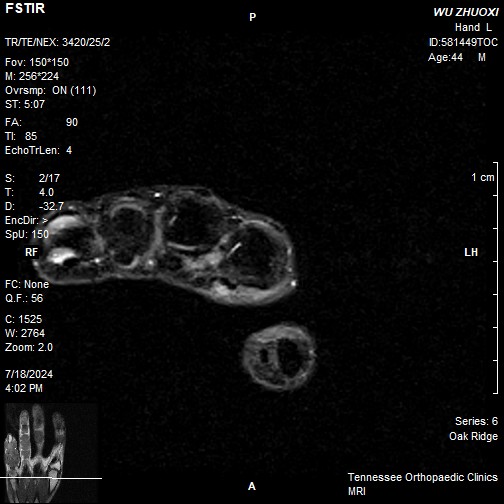 FSTIR
P
WU ZHUOXI
Hand L
TR/TE/NEX: 3420/25/2
ID:581449TOC
Age:44 M
Fov: 150*150
M: 256*224
Ovrsmp: ON (111)
ST: 5:07
FA: 90
TI: 85
EchoTrLen: 4
S: 2/17
1 cm
T: 4.0
D: -32.7
EncDir: >
SpU: 150
RF
LH
FC: None
Q.F.: 56
C: 1525
W: 2764
Zoom: 2.0
7/18/2024
4:02 PM
Series: 6
Oak Ridge
Tennessee Orthopaedic Clinics
A
MRI